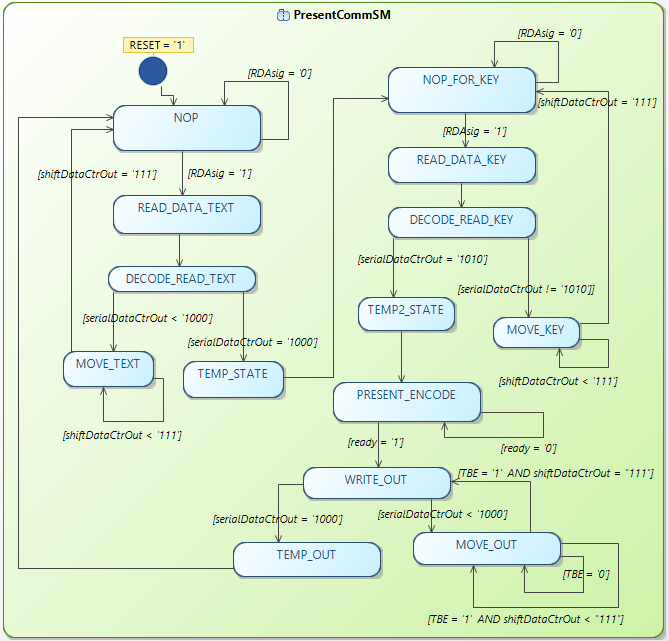 PresentCommSM
RESET = '1'
[RDAsig = '0']
[RDAsig = '0']
NOP_FOR_KEY
[shiftDataCtrOut = '111']
NOP
[RDAsig = '1']
READ_DATA_KEY
[shiftDataCtrOut = '111']
[RDAsig = '1']
READ_DATA_TEXT
DECODE_READ_KEY
[serialDataCtrOut = '1010']
DECODE_READ_TEXT
[serialDataCtrOut != '1010']]
TEMP2_STATE
[serialDataCtrOut < '1000']
MOVE_KEY
[serialDataCtrOut = '1000']
MOVE_TEXT
TEMP_STATE
[shiftDataCtrOut < '111']
PRESENT_ENCODE
[shiftDataCtrOut < '111']
[ready = '1']
[ready = '0']
[TBE = '1' AND shiftDataCtrOut = "111']
WRITE_OUT
[serialDataCtrOut = '1000']
[serialDataCtrOut < '1000']
MOVE_OUT
TEMP_OUT
[TBE = '0']
[TBE = '1' AND shiftDataCtrOut < "111']